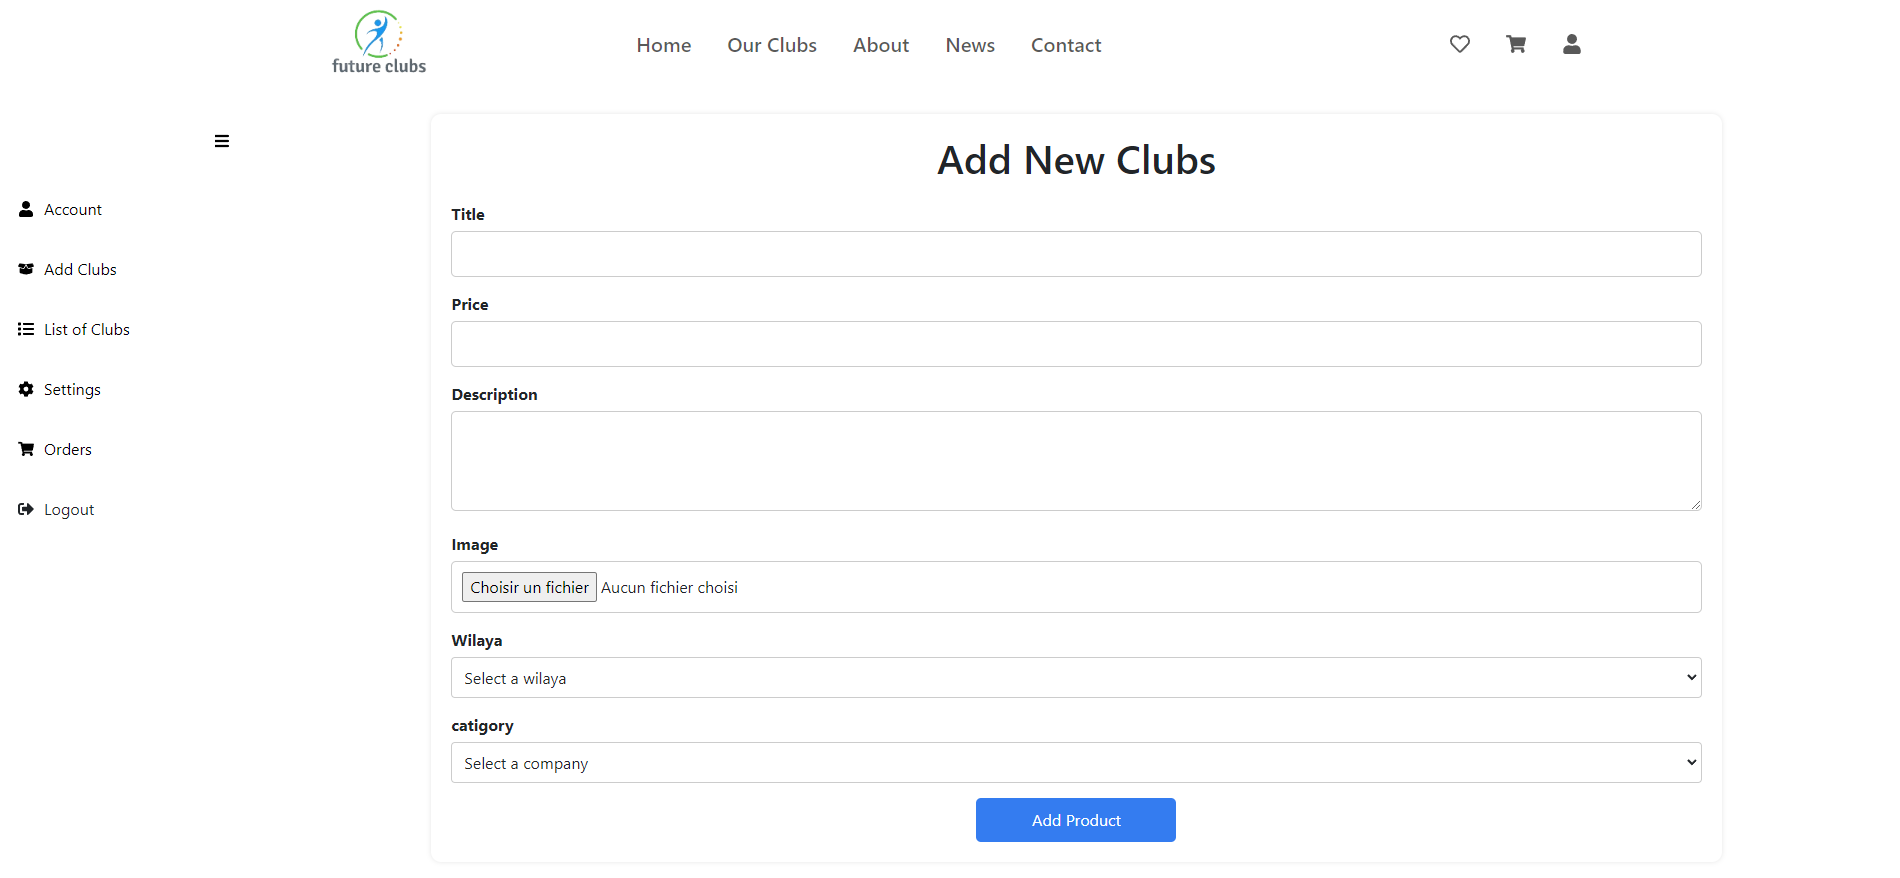 future clubs
Home Our Clubs About News Contact
Account
Add Clubs
List of Clubs
Settings
Orders
Logout
Add New Clubs
Title
Price
Description
Image
Choisir un fichier Aucun fichier choisi
Wilaya
Select a wilaya
catigory
Select a company
Add Product